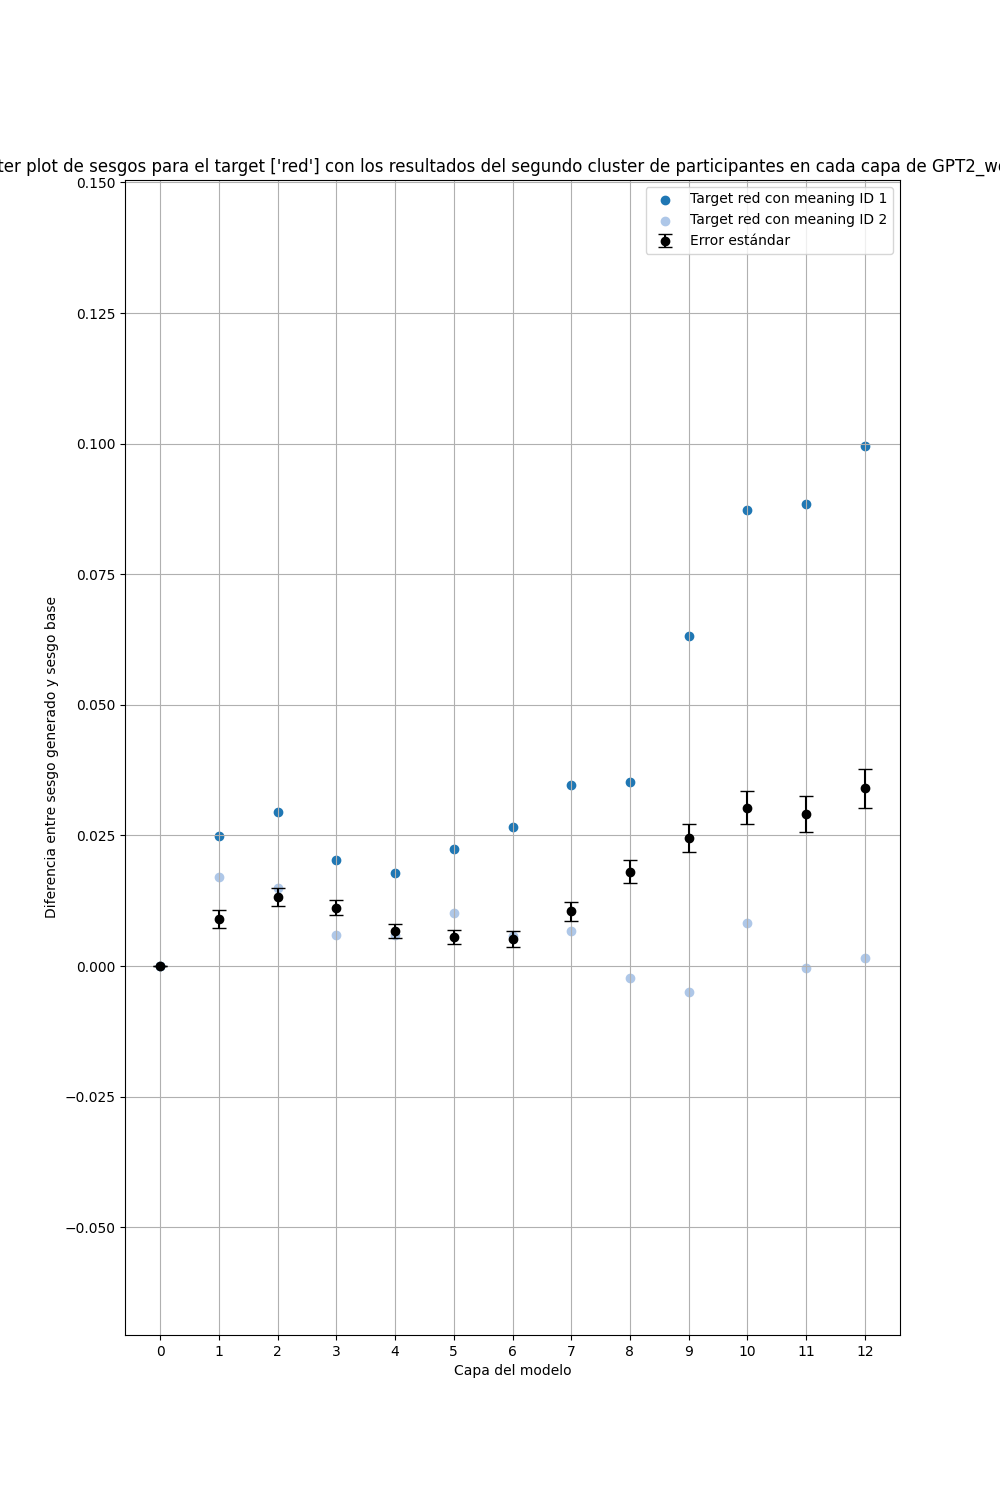 ter plot de sesgos para el target ['red'] con los resultados del segundo cluster de participantes en cada capa de GPT2_w
Target red con meaning ID 1
Target red con meaning ID 2
Error estándar
Diferencia entre sesgo generado y sesgo base
0.150
0.125
0.100
0.075
0.050
0.025
0.000
−0.025
−0.050
0 1 2 3 4 5 6 7 8 9 10 11 12
Capa del modelo